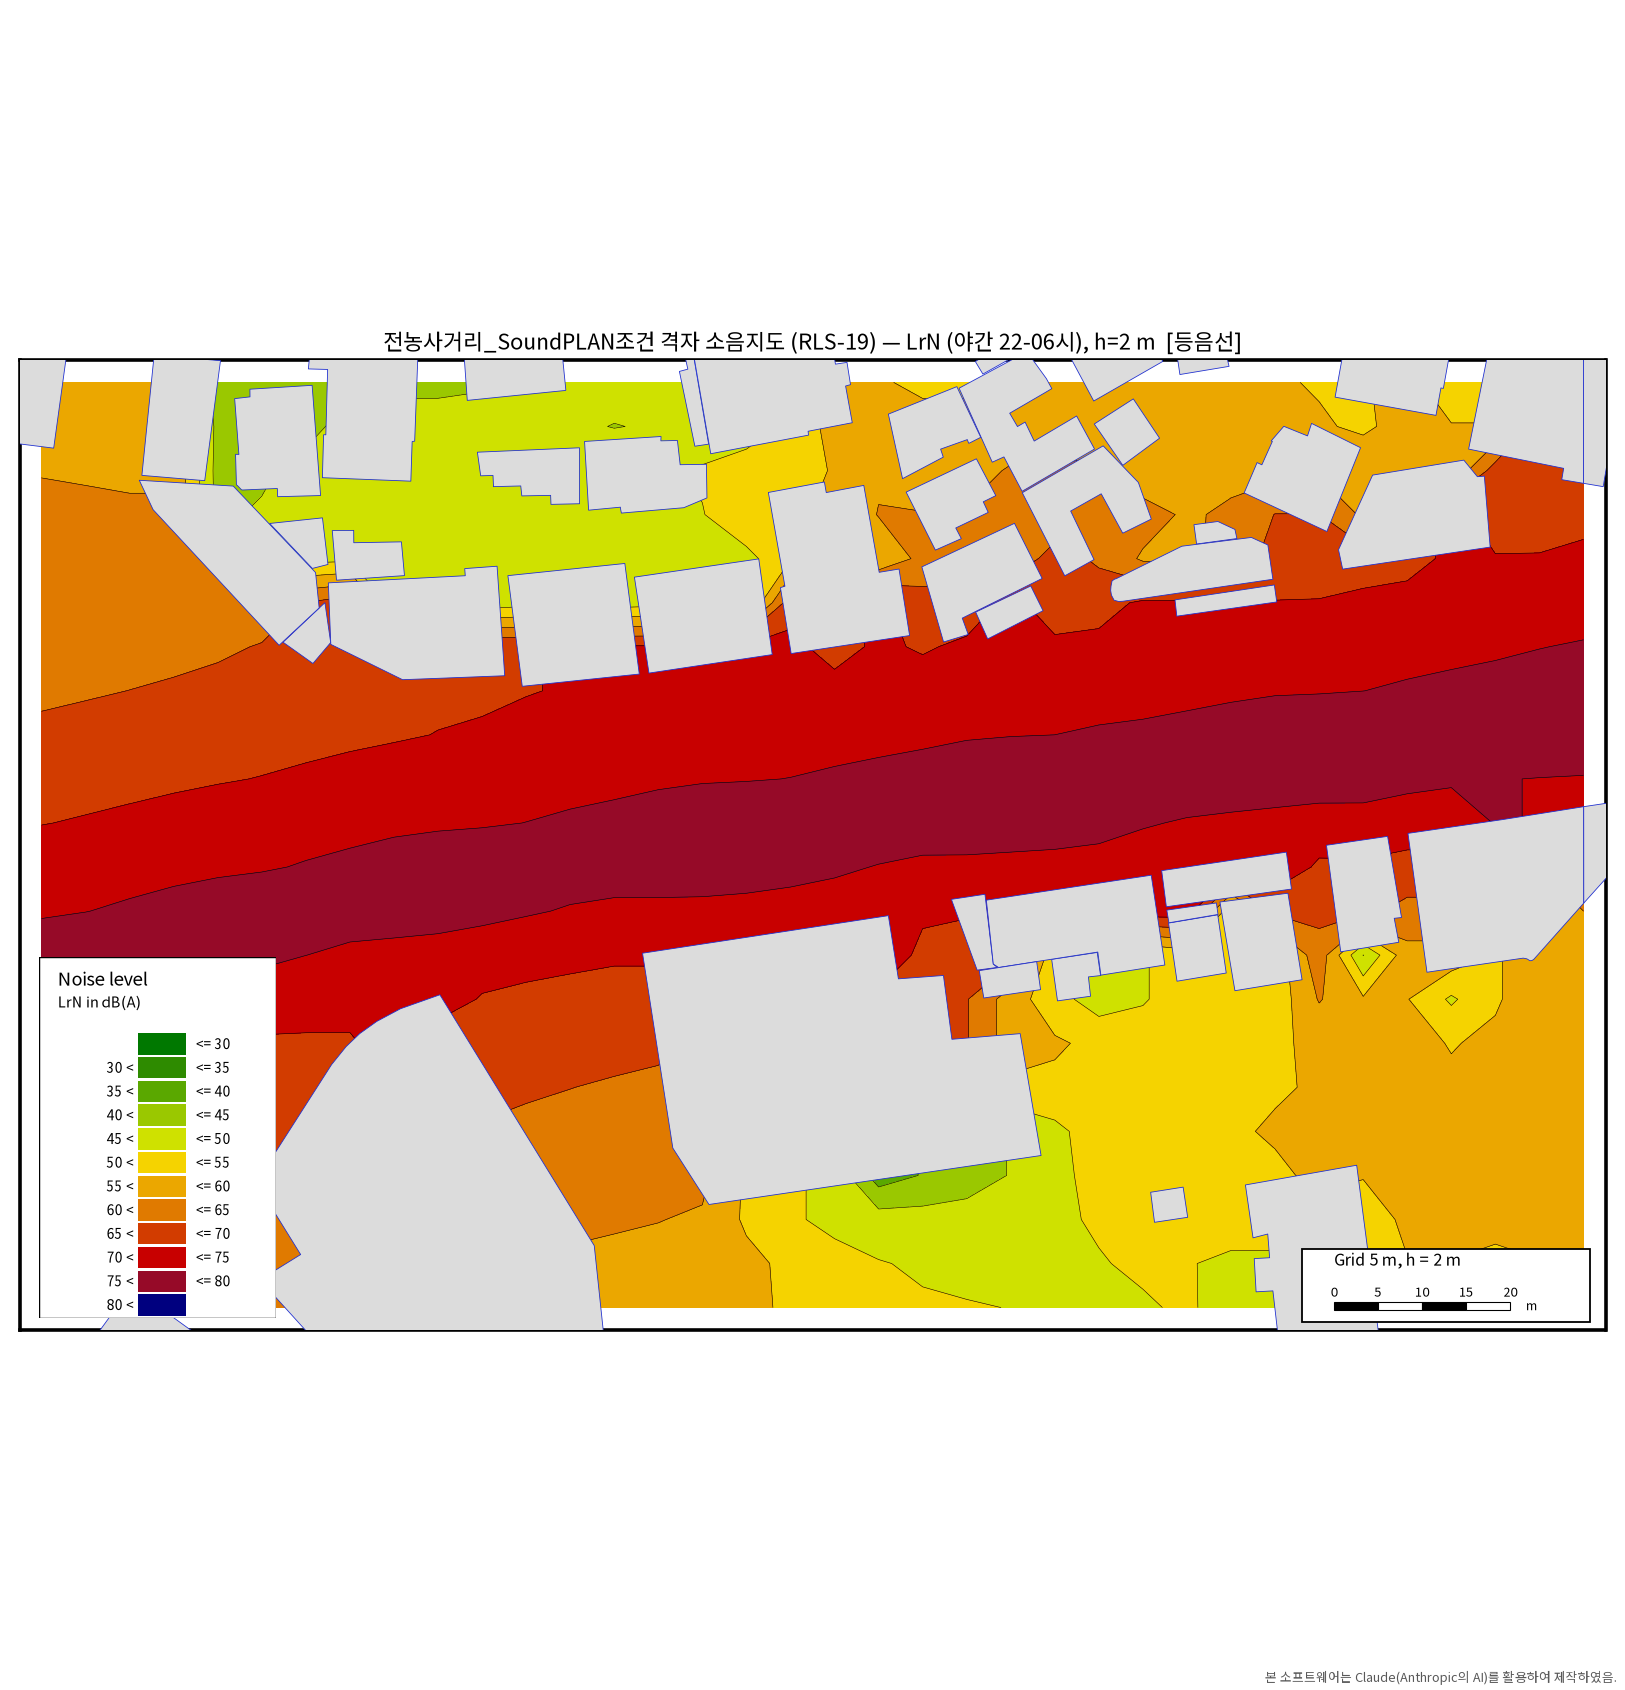 전농사거리_SoundPLAN조건 격자 소음지도 (RLS-19) — LrN (야간 22-06시), h=2 m [등음선]
Noise level
LrN in dB(A)
<= 30
30 < <= 35
35 < <= 40
40 < <= 45
45 < <= 50
50 < <= 55
55 < <= 60
60 < <= 65
65 < <= 70
70 < <= 75
75 < <= 80
80 <
Grid 5 m, h = 2 m
0 5 10 15 20 m
본 소프트웨어는 Claude(Anthropic의 AI)를 활용하여 제작하였음.